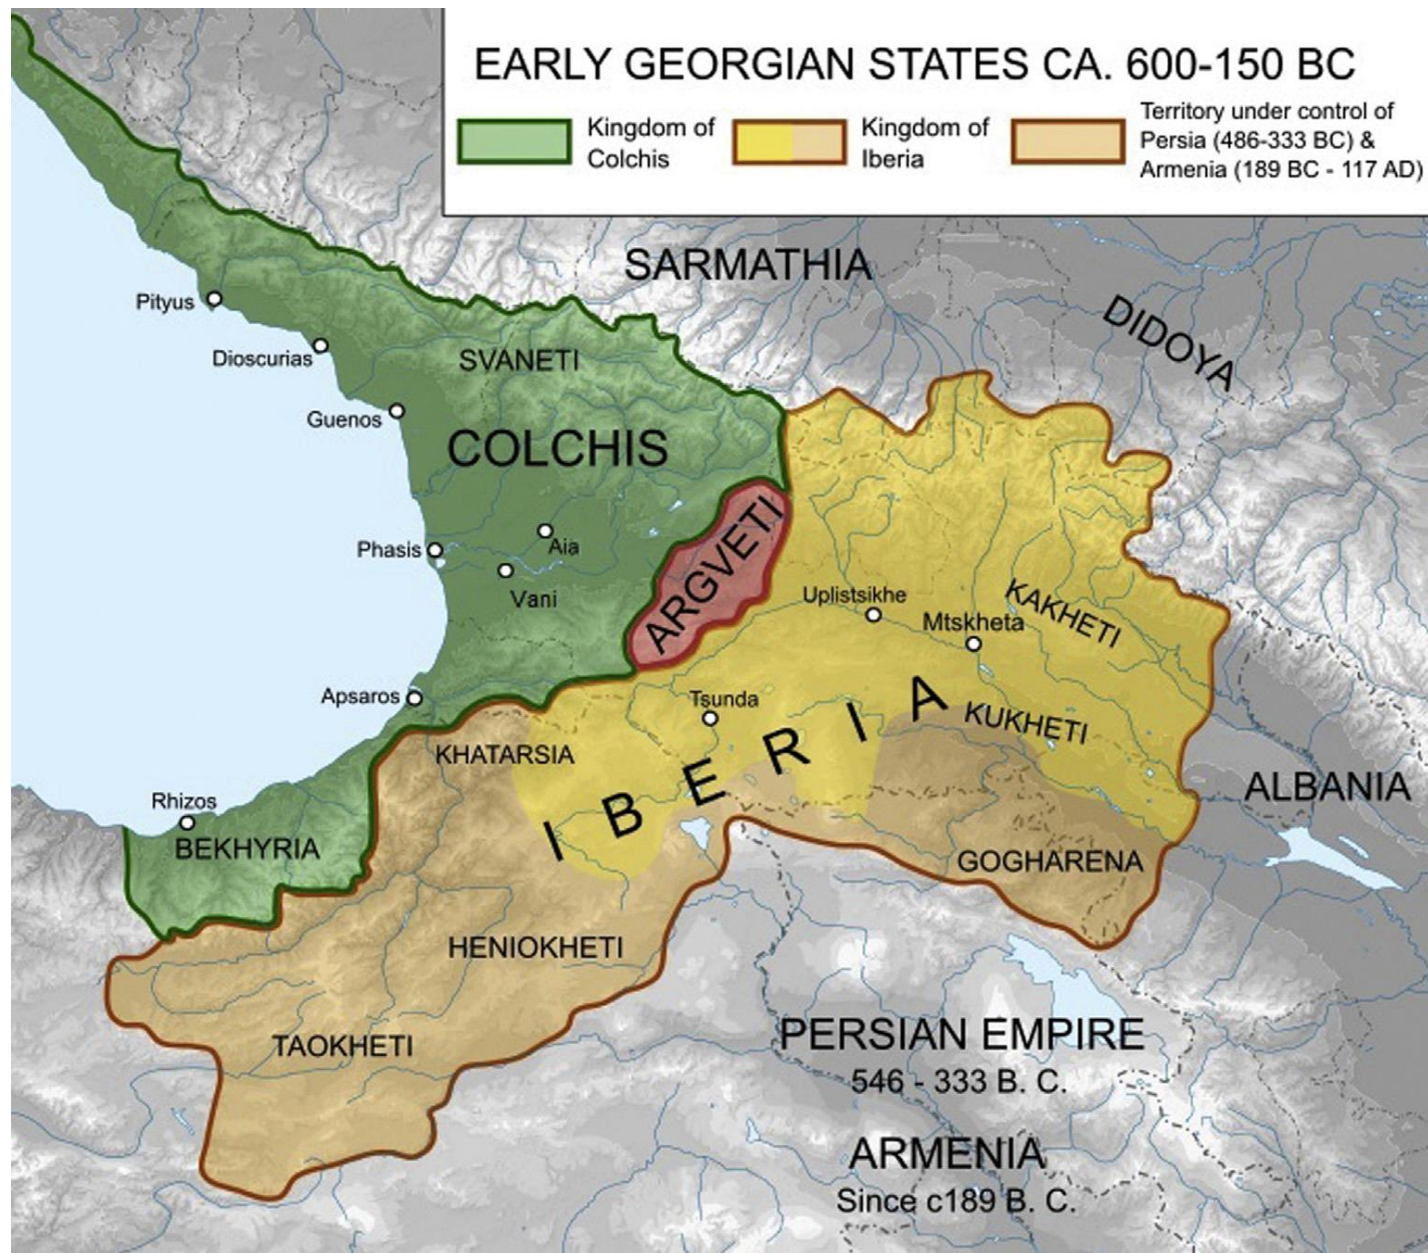 EARLY GEORGIAN STATES CA. 600-150 BC
Kingdom of
Colchis
Kingdom of
Iberia
Territory under control of
Persia (486-333 BC) &
Armenia (189 BC - 117 AD)
SARMATHIA
DIDOYA
Pityus
Dioscurias
SVANETI
Guenos
COLCHIS
ARGVETI
Phasis
Aia
Vani
Uplistsikhe
KAKHETI
Mtskheta
Apsaros
Tsunda
IBERIA
KUKHETI
KHATARSIA
ALBANIA
Rhizos
BEKHYRIA
GOGHARENA
HENIOKHETI
TAOKHETI
PERSIAN EMPIRE
546 - 333 B. C.
ARMENIA
Since c189 B. C.